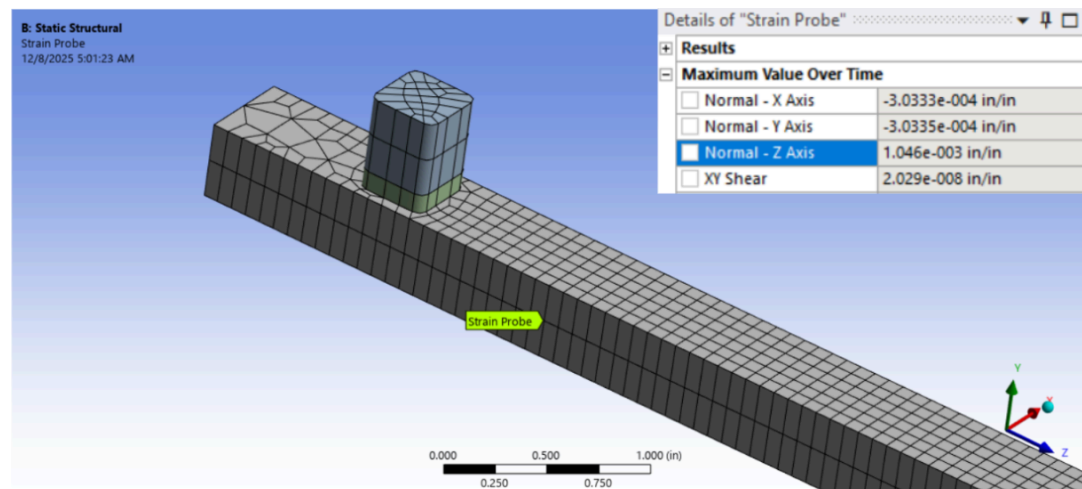 B: Static Structural
Strain Probe
12/8/2025 5:01:23 AM
Details of "Strain Probe"
Results
Maximum Value Over Time
Normal - X Axis -3.0333e-004 in/in
Normal - Y Axis -3.0335e-004 in/in
Normal - Z Axis 1.046e-003 in/in
XY Shear 2.029e-008 in/in
Strain Probe
Y
X
Z
0.000 0.500 1.000 (in)
0.250 0.750